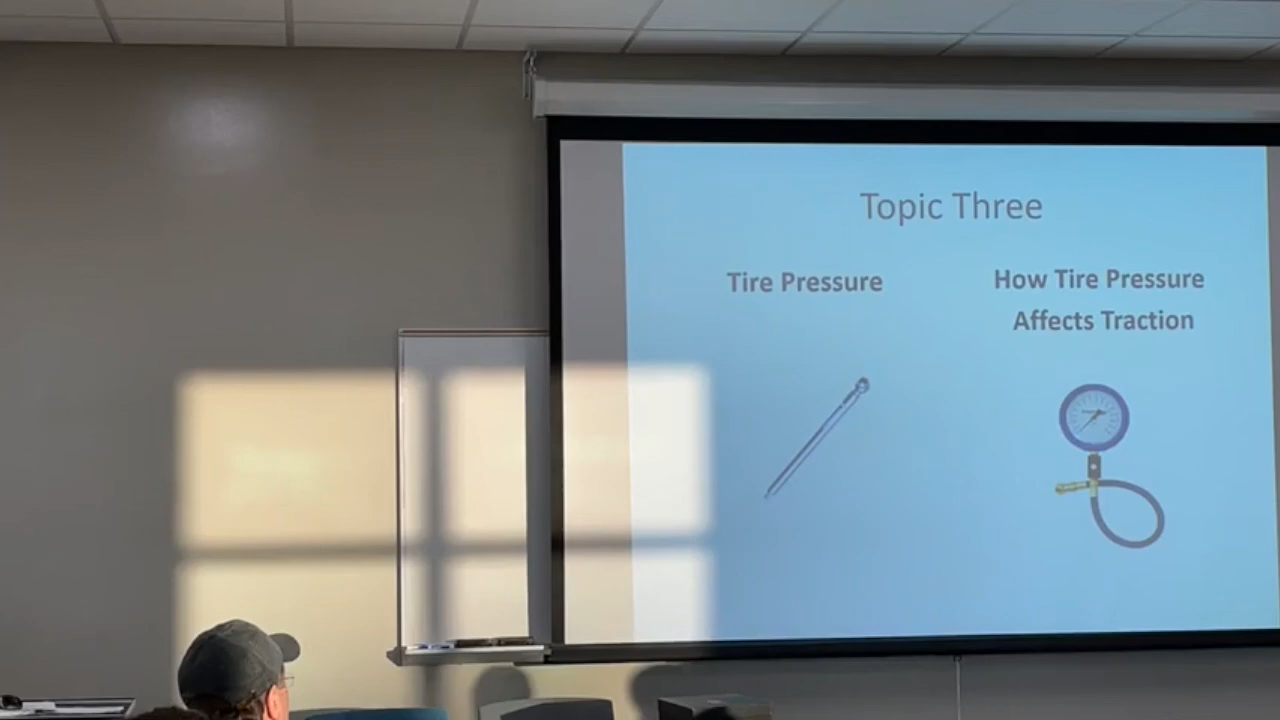 Topic Three
Tire Pressure
How Tire Pressure
Affects Traction